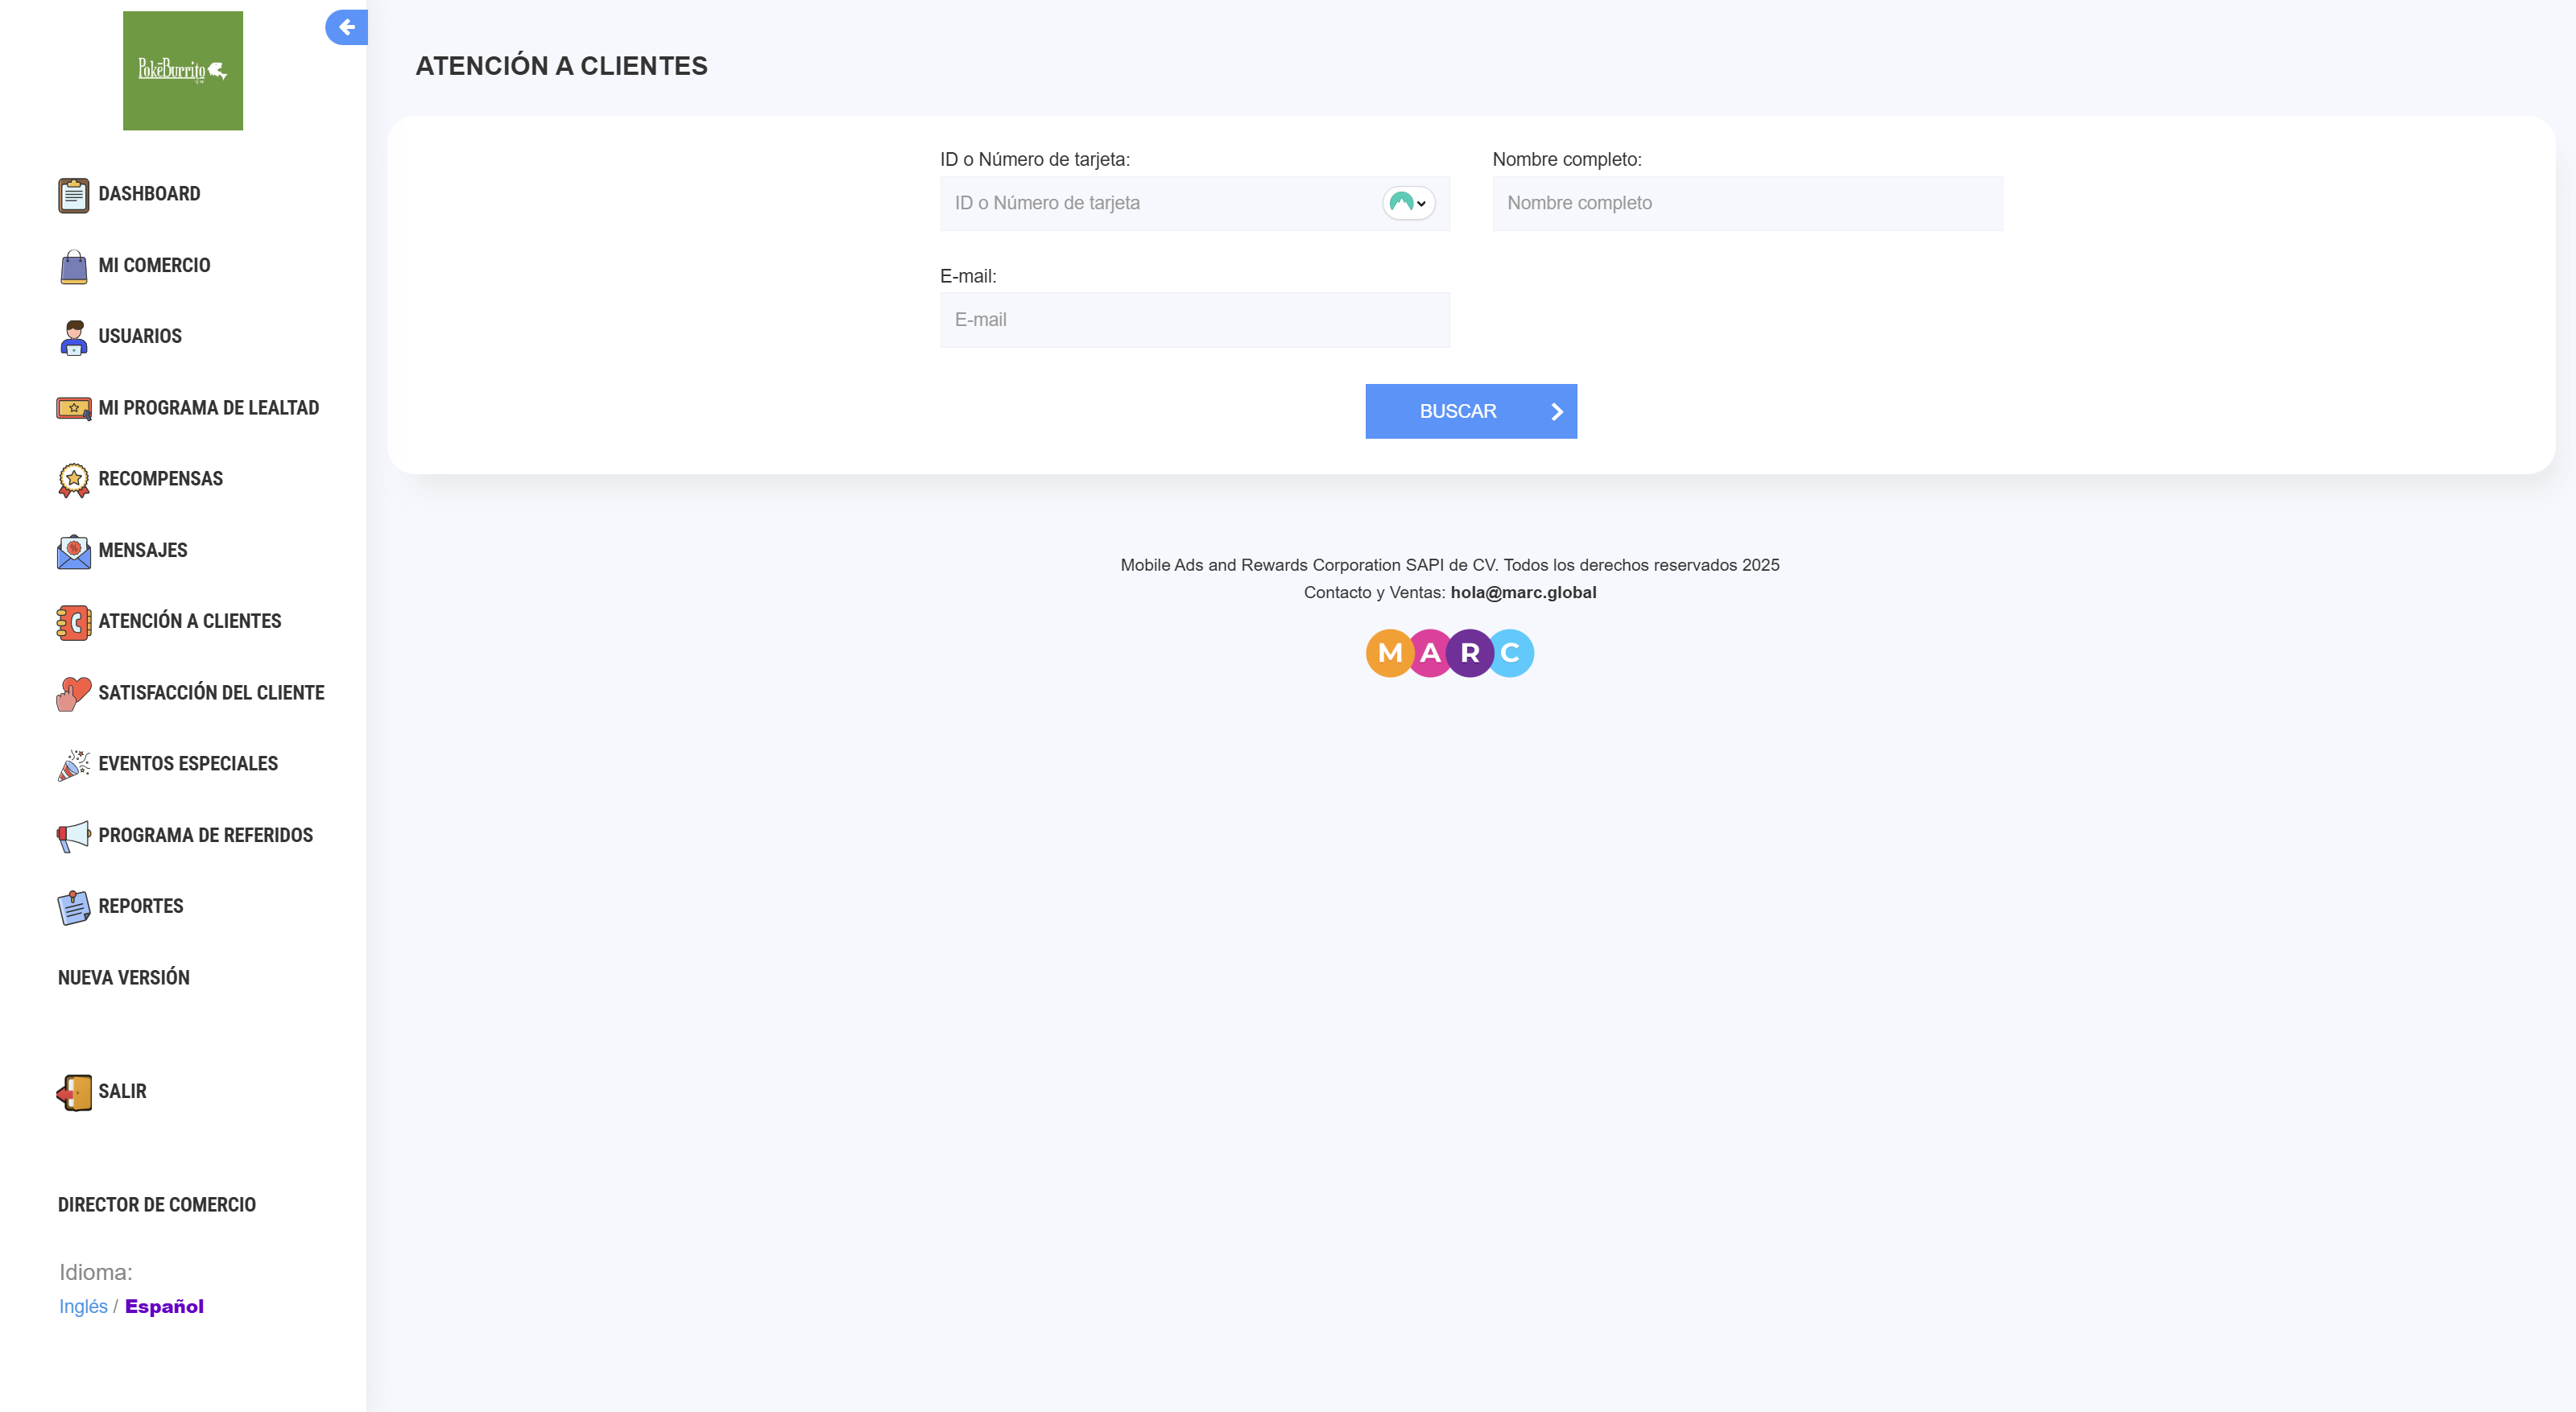 PokéBurrito
DASHBOARD
MI COMERCIO
USUARIOS
MI PROGRAMA DE LEALTAD
RECOMPENSAS
MENSAJES
ATENCIÓN A CLIENTES
SATISFACCIÓN DEL CLIENTE
EVENTOS ESPECIALES
PROGRAMA DE REFERIDOS
REPORTES
NUEVA VERSIÓN
SALIR
DIRECTOR DE COMERCIO
Idioma:
Inglés / Español
ATENCIÓN A CLIENTES
ID o Número de tarjeta:
ID o Número de tarjeta
Nombre completo:
Nombre completo
E-mail:
E-mail
BUSCAR
Mobile Ads and Rewards Corporation SAPI de CV. Todos los derechos reservados 2025
Contacto y Ventas: hola@marc.global
MARC